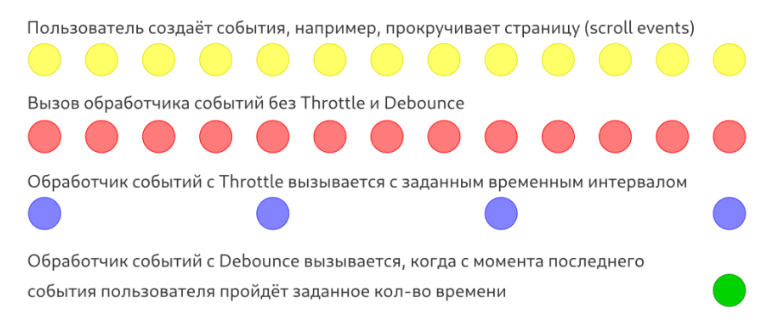 Пользователь создаёт события, например, прокручивает страницу (scroll events)
Вызов обработчика событий без Throttle и Debounce
Обработчик событий с Throttle вызывается с заданным временным интервалом
Обработчик событий с Debounce вызывается, когда с момента последнего
события пользователя пройдёт заданное кол-во времени